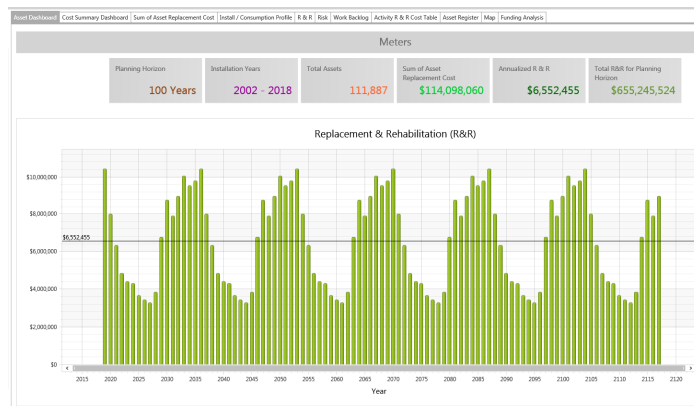 Asset Dashboard Cost Summary Dashboard Sum of Asset Replacement Cost Install / Consumption Profile R & R Risk Work Backlog Activity R & R Cost Table Asset Register Map Funding Analysis
Meters
Planning Horizon
100 Years
Installation Years
2002 - 2018
Total Assets
111,887
Sum of Asset
Replacement Cost
$114,098,060
Annualized R & R
$6,552,455
Total R&R for Planning
Horizon
$655,245,524
Replacement & Rehabilitation (R&R)
$10,000,000
$8,000,000
$6,552,455
$6,000,000
$4,000,000
$2,000,000
$0
2015 2020 2025 2030 2035 2040 2045 2050 2055 2060 2065 2070 2075 2080 2085 2090 2095 2100 2105 2110 2115 2120
Year